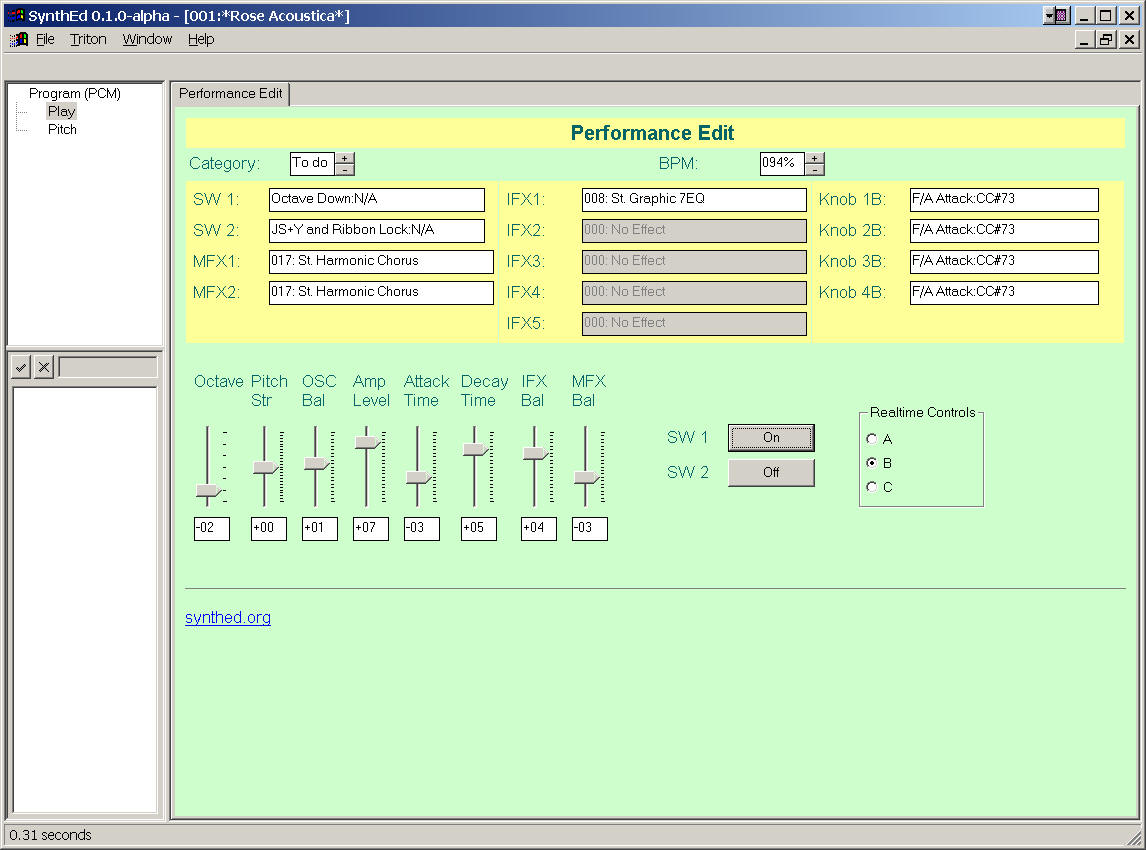 SynthEd 0.1.0-alpha - [001:*Rose Acoustica*]
File Triton Window Help
Program (PCM)
Play
Pitch
Performance Edit
Performance Edit
Category: To do + - BPM: 094% + -
SW 1: Octave Down:N/A IFX1: 008: St. Graphic 7EQ Knob 1B: F/A Attack:CC#73
SW 2: JS+Y and Ribbon Lock:N/A IFX2: 000: No Effect Knob 2B: F/A Attack:CC#73
MFX1: 017: St. Harmonic Chorus IFX3: 000: No Effect Knob 3B: F/A Attack:CC#73
MFX2: 017: St. Harmonic Chorus IFX4: 000: No Effect Knob 4B: F/A Attack:CC#73
IFX5: 000: No Effect
Octave Pitch OSC Amp Attack Decay IFX MFX
Str Bal Level Time Time Bal Bal
-02 +00 +01 +07 -03 +05 +04 -03
SW 1 On
SW 2 Off
Realtime Controls
A
B
C
synthed.org
0.31 seconds